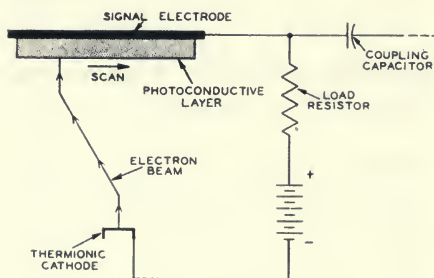 SIGNAL ELECTRODE
COUPLING
CAPACITOR
SCAN
PHOTOCONDUCTIVE
LAYER
LOAD
RESISTOR
ELECTRON
BEAM
+
THERMIONIC
CATHODE
-